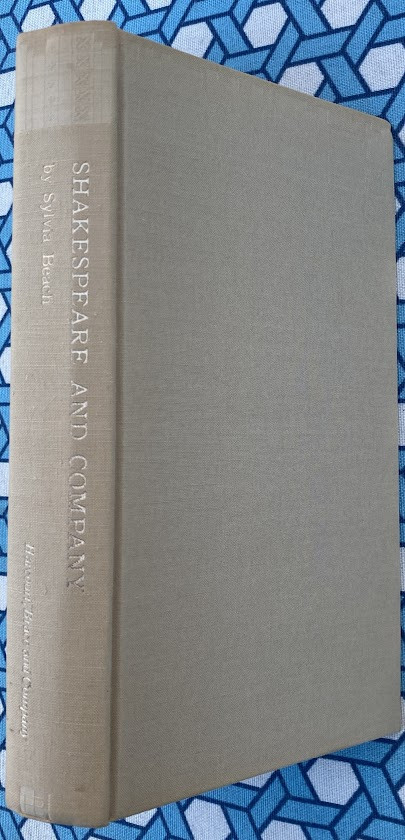 SHAKESPEARE AND COMPANY
by Sylvia Beach
Harcourt, Brace and Company